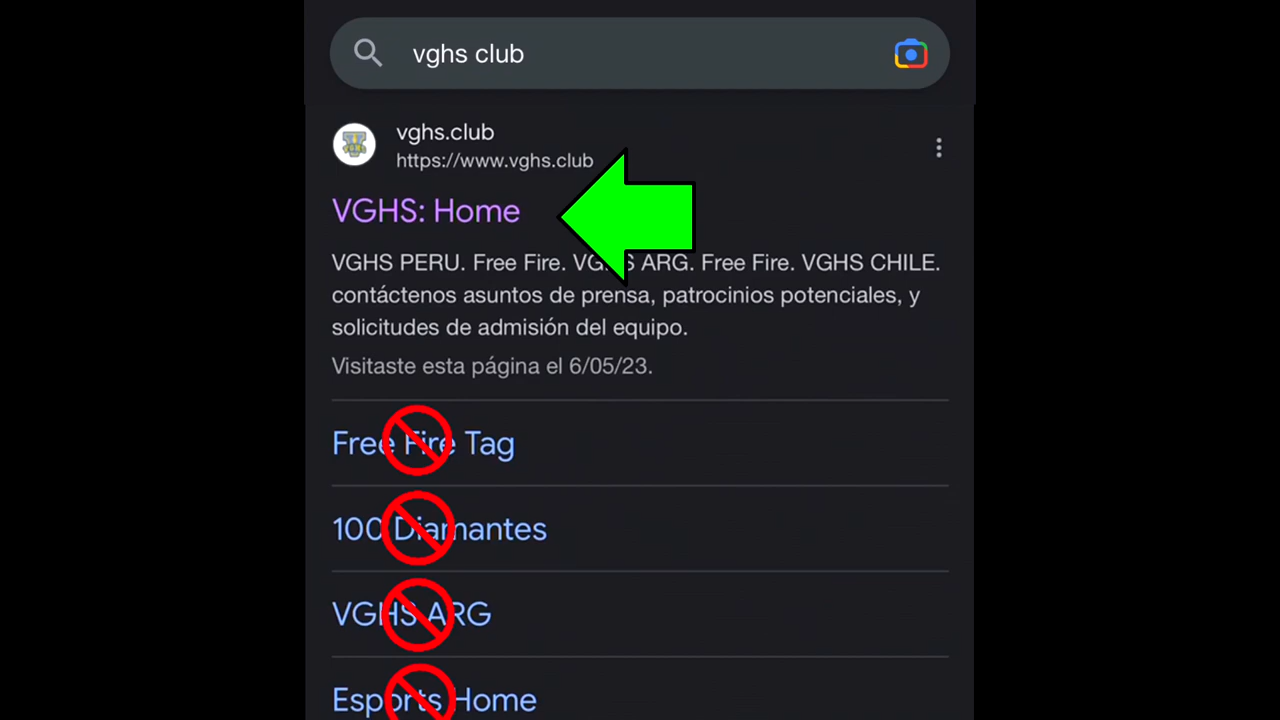 vghs club
vghs.club
https://www.vghs.club
VGHS: Home
VGHS PERU. Free Fire. VGHS ARG. Free Fire. VGHS CHILE.
contáctenos asuntos de prensa, patrocinios potenciales, y
solicitudes de admisión del equipo.
Visitaste esta página el 6/05/23.
Free Fire Tag
100 Diamantes
VGHS ARG
Esports Home